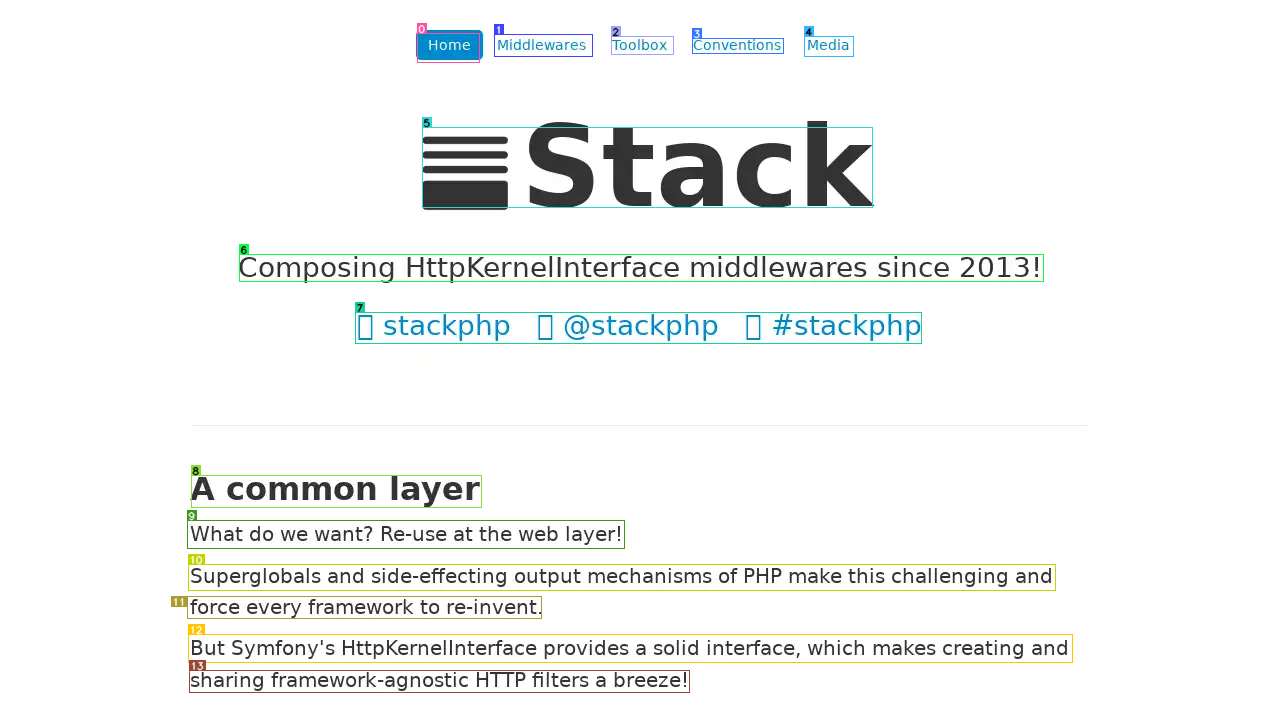 Home Middlewares Toolbox Conventions Media
Stack
Composing HttpKernelInterface middlewares since 2013!
stackphp @stackphp #stackphp
A common layer
What do we want? Re-use at the web layer!
Superglobals and side-effecting output mechanisms of PHP make this challenging and
force every framework to re-invent.
But Symfony's HttpKernelInterface provides a solid interface, which makes creating and
sharing framework-agnostic HTTP filters a breeze!
0
1
2
3
4
5
6
7
8
9
10
11
12
13